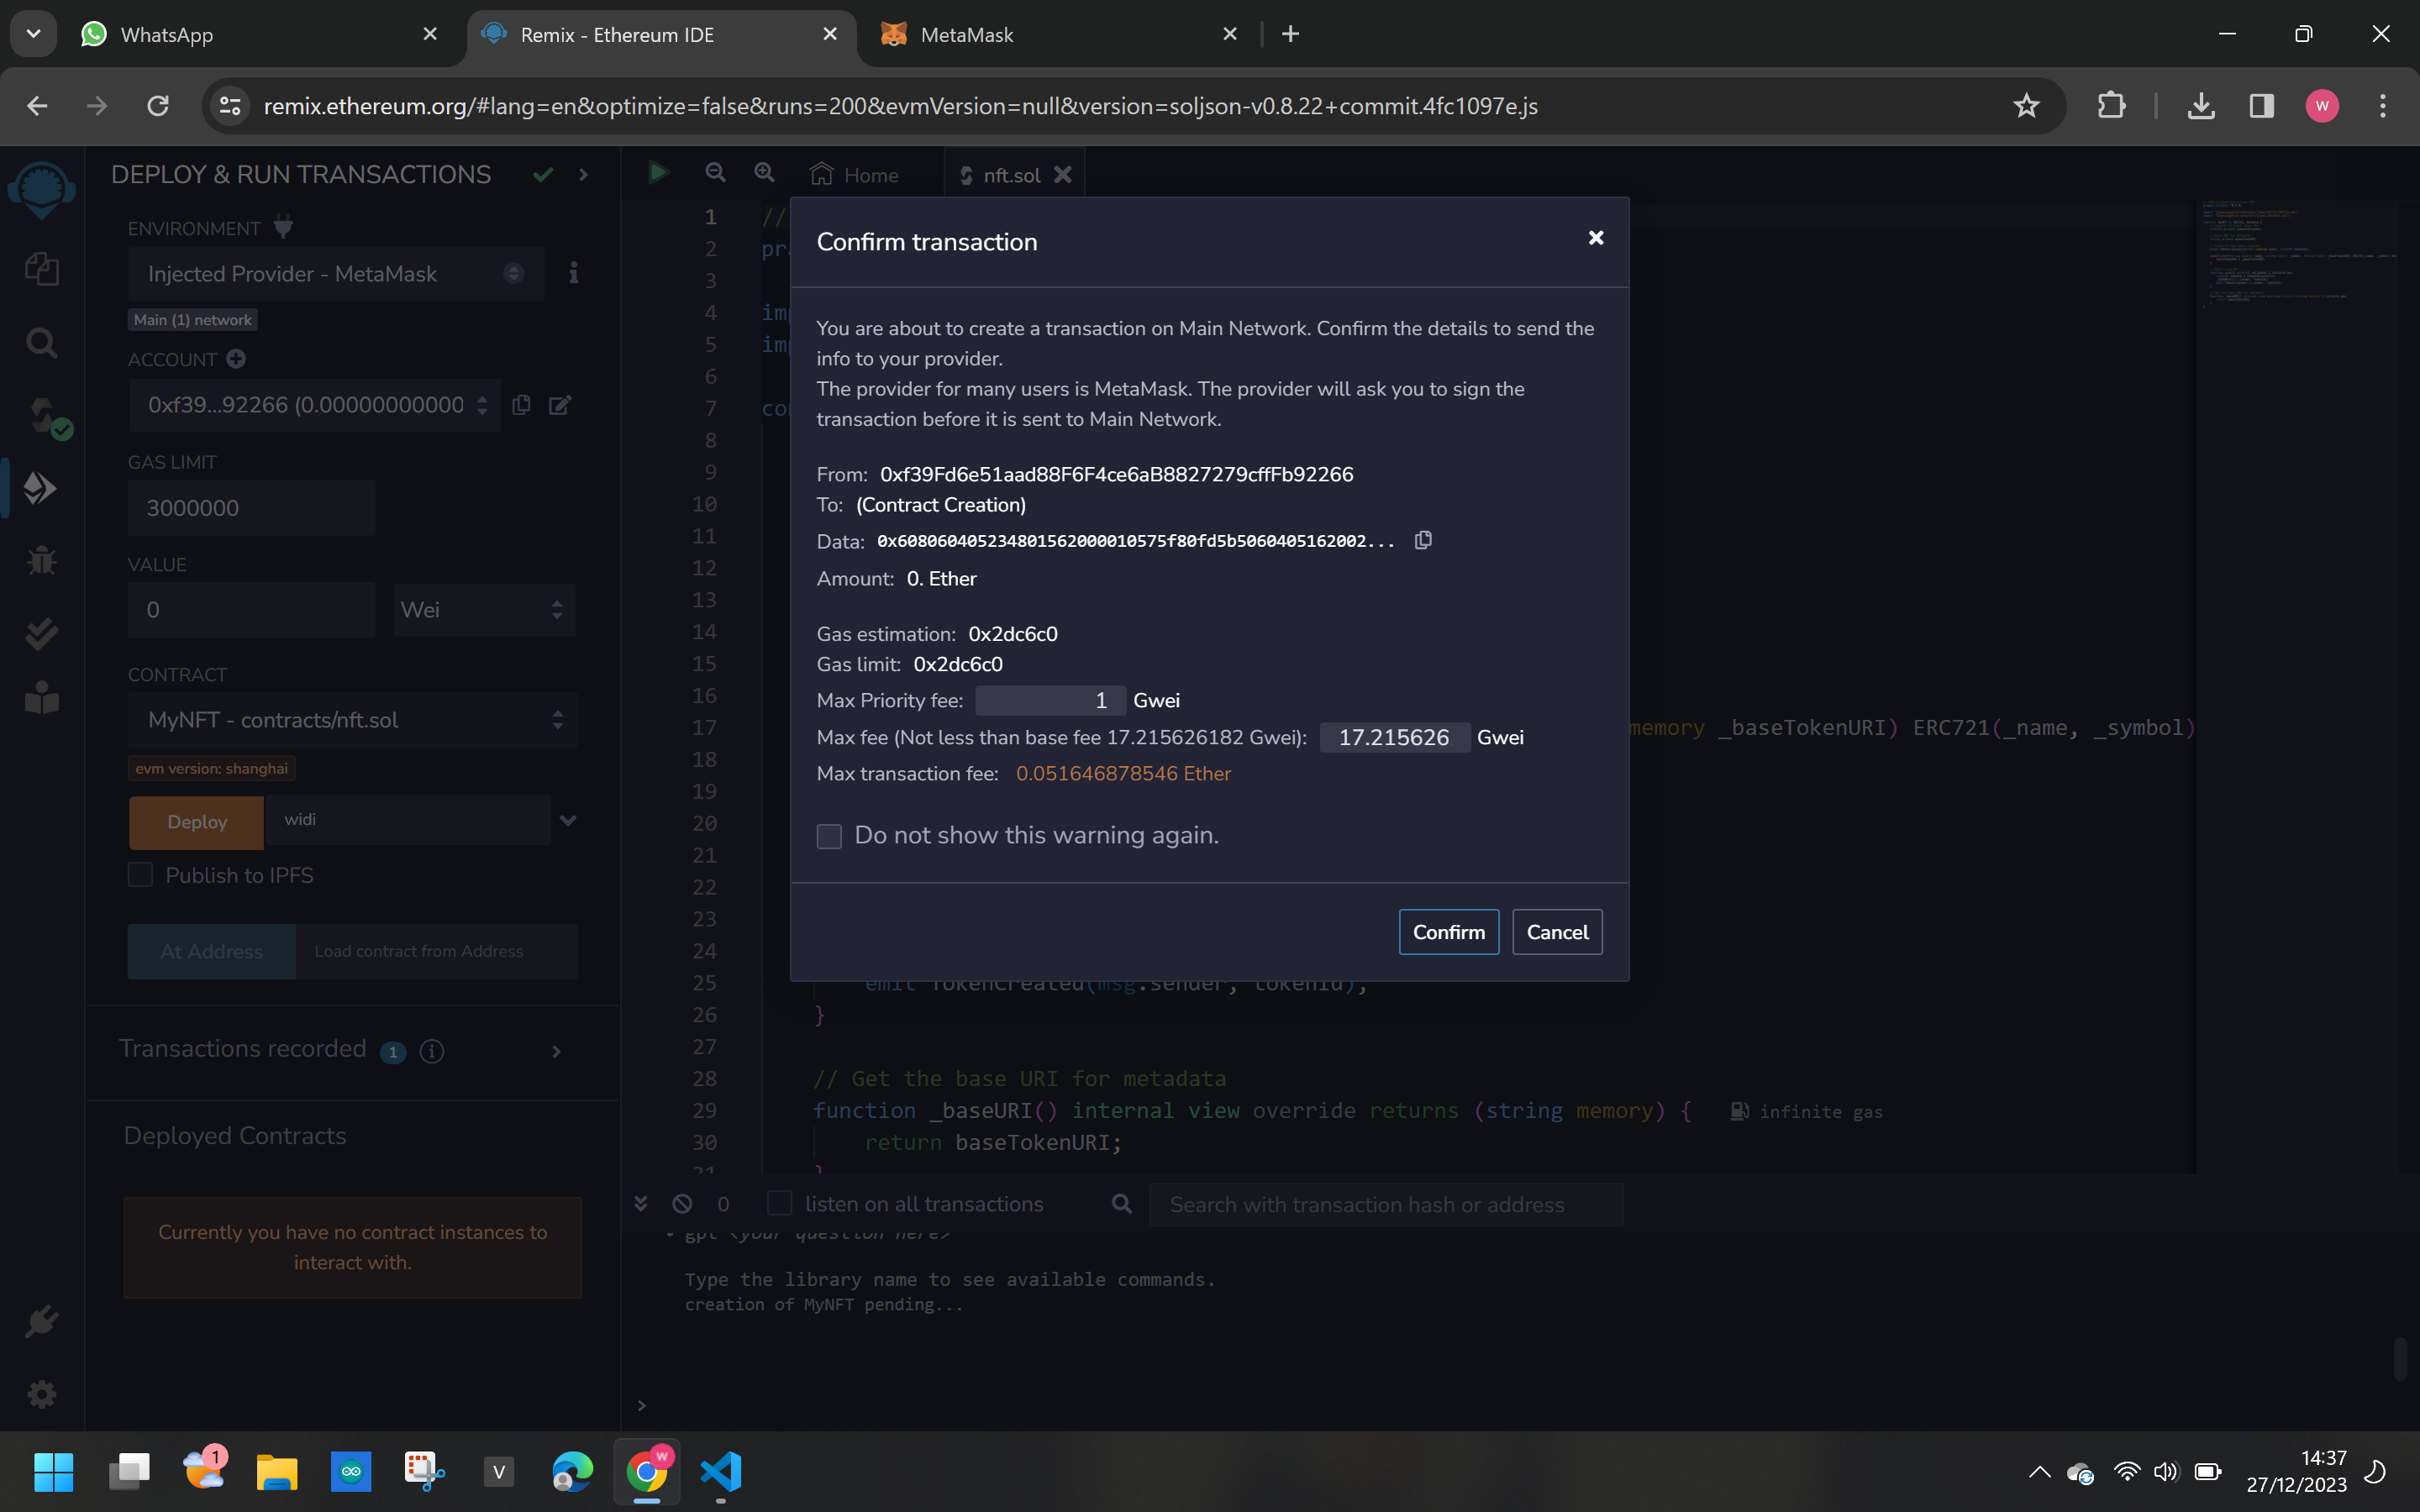 WhatsApp
Remix - Ethereum IDE
MetaMask
remix.ethereum.org/#lang=en&optimize=false&runs=200&evmVersion=null&version=soljson-v0.8.22+commit.4fc1097e.js
W
DEPLOY & RUN TRANSACTIONS
ENVIRONMENT
Injected Provider - MetaMask
Main (1) network
ACCOUNT
0xf39...92266 (0.00000000000
GAS LIMIT
3000000
VALUE
0
Wei
CONTRACT
MyNFT - contracts/nft.sol
evm version: shanghai
Deploy
widi
Publish to IPFS
At Address
Load contract from Address
Transactions recorded 1 i
Deployed Contracts
Currently you have no contract instances to
interact with.
Home
nft.sol
1 //
2 pra
3
4 imp
5 imp
6
7 con
8
9
10
11
12
13
14
15
16
17 memory _baseTokenURI) ERC721(_name, _symbol)
18
19
20
21
22
23
24
25 emit TokenCreated(msg.sender, tokenId);
26 }
27
28 // Get the base URI for metadata
29 function _baseURI() internal view override returns (string memory) { infinite gas
30 return baseTokenURI;
31 }
Confirm transaction
You are about to create a transaction on Main Network. Confirm the details to send the
info to your provider.
The provider for many users is MetaMask. The provider will ask you to sign the
transaction before it is sent to Main Network.
From: 0xf39Fd6e51aad88F6F4ce6aB8827279cffFb92266
To: (Contract Creation)
Data: 0x608060405234801562000010575f80fd5b5060405162002...
Amount: 0. Ether
Gas estimation: 0x2dc6c0
Gas limit: 0x2dc6c0
Max Priority fee: 1 Gwei
Max fee (Not less than base fee 17.215626182 Gwei): 17.215626 Gwei
Max transaction fee: 0.051646878546 Ether
Do not show this warning again.
Confirm
Cancel
0
listen on all transactions
Search with transaction hash or address
• gpt <your question here>
Type the library name to see available commands.
creation of MyNFT pending...
>
1
V
W
14:37
27/12/2023